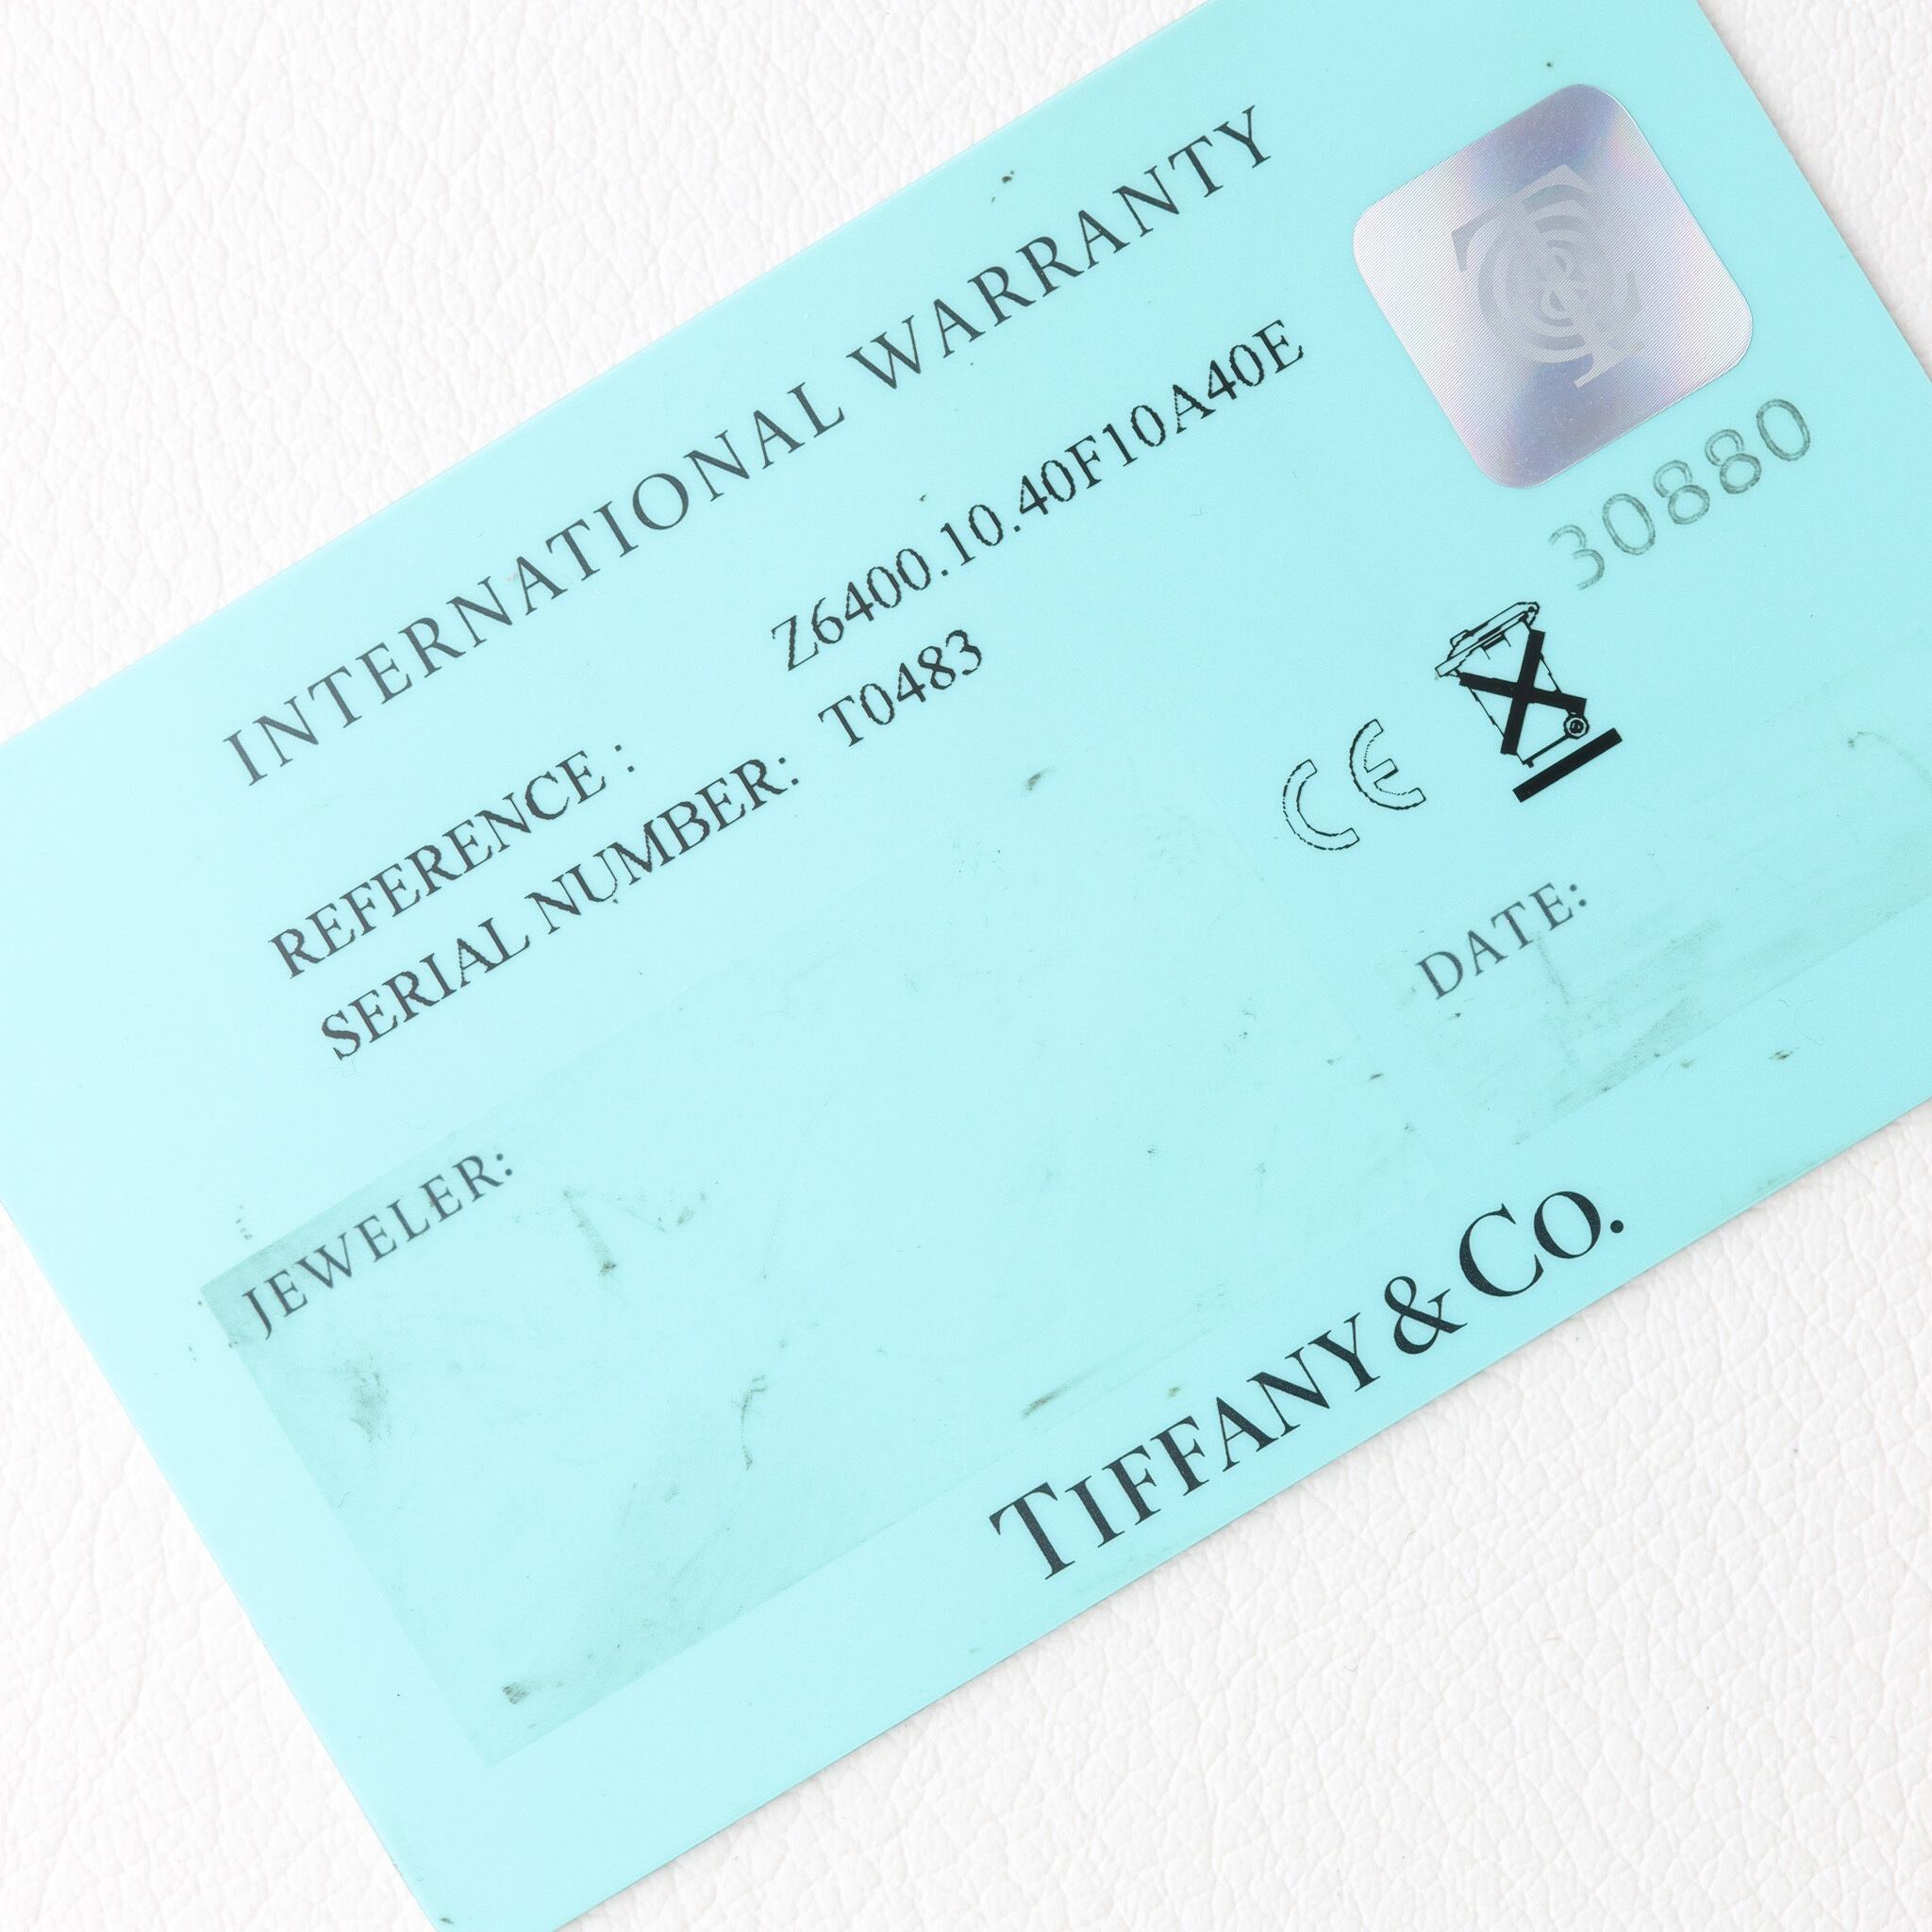 INTERNATIONAL WARRANTY
REFERENCE : Z6400.10.40F10A40E
SERIAL NUMBER: T0483
30880
CE
JEWELER:
DATE:
TIFFANY & CO.